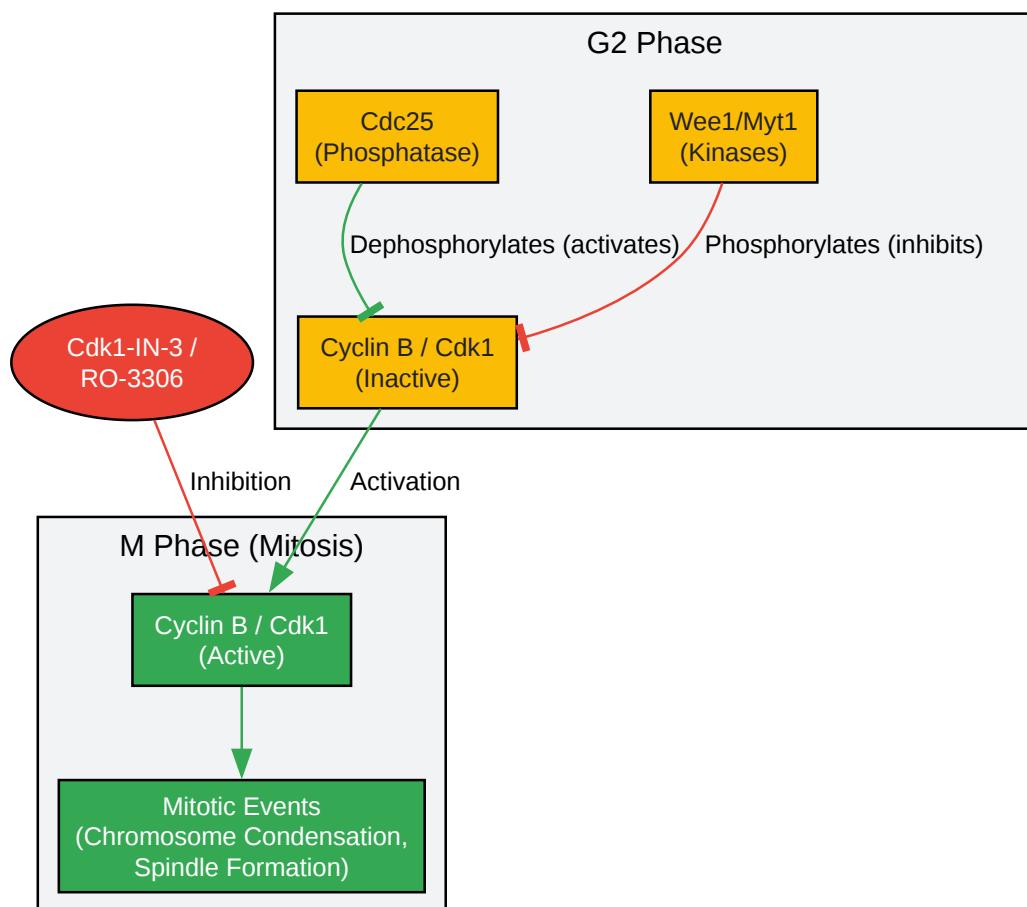 G2 Phase
Cdc25
(Phosphatase)
Wee1/Myt1
(Kinases)
Dephosphorylates (activates)
Phosphorylates (inhibits)
Cyclin B / Cdk1
(Inactive)
Cdk1-IN-3 /
RO-3306
Inhibition
Activation
M Phase (Mitosis)
Cyclin B / Cdk1
(Active)
Mitotic Events
(Chromosome Condensation,
Spindle Formation)